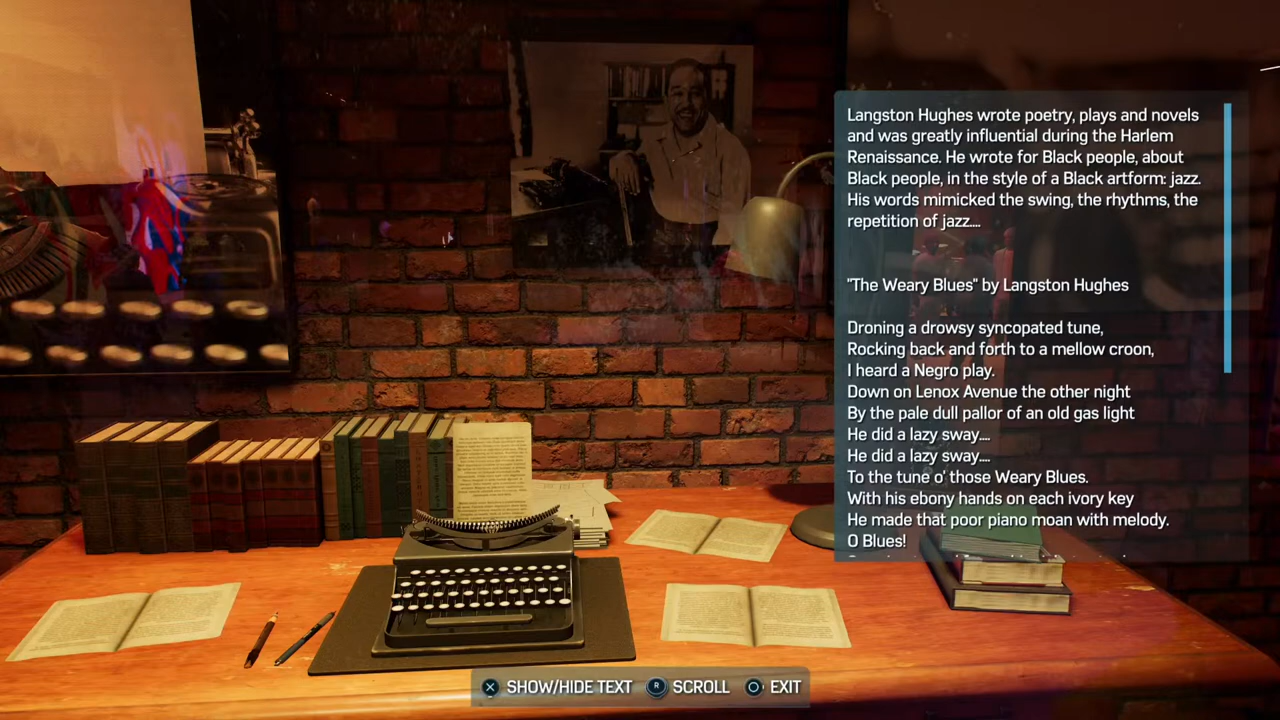 Langston Hughes wrote poetry, plays and novels
and was greatly influential during the Harlem
Renaissance. He wrote for Black people, about
Black people, in the style of a Black artform: jazz.
His words mimicked the swing, the rhythms, the
repetition of jazz....
"The Weary Blues" by Langston Hughes
Droning a drowsy syncopated tune,
Rocking back and forth to a mellow croon,
I heard a Negro play.
Down on Lenox Avenue the other night
By the pale dull pallor of an old gas light
He did a lazy sway....
He did a lazy sway....
To the tune o' those Weary Blues.
With his ebony hands on each ivory key
He made that poor piano moan with melody.
O Blues!
SHOW/HIDE TEXT
R SCROLL
EXIT